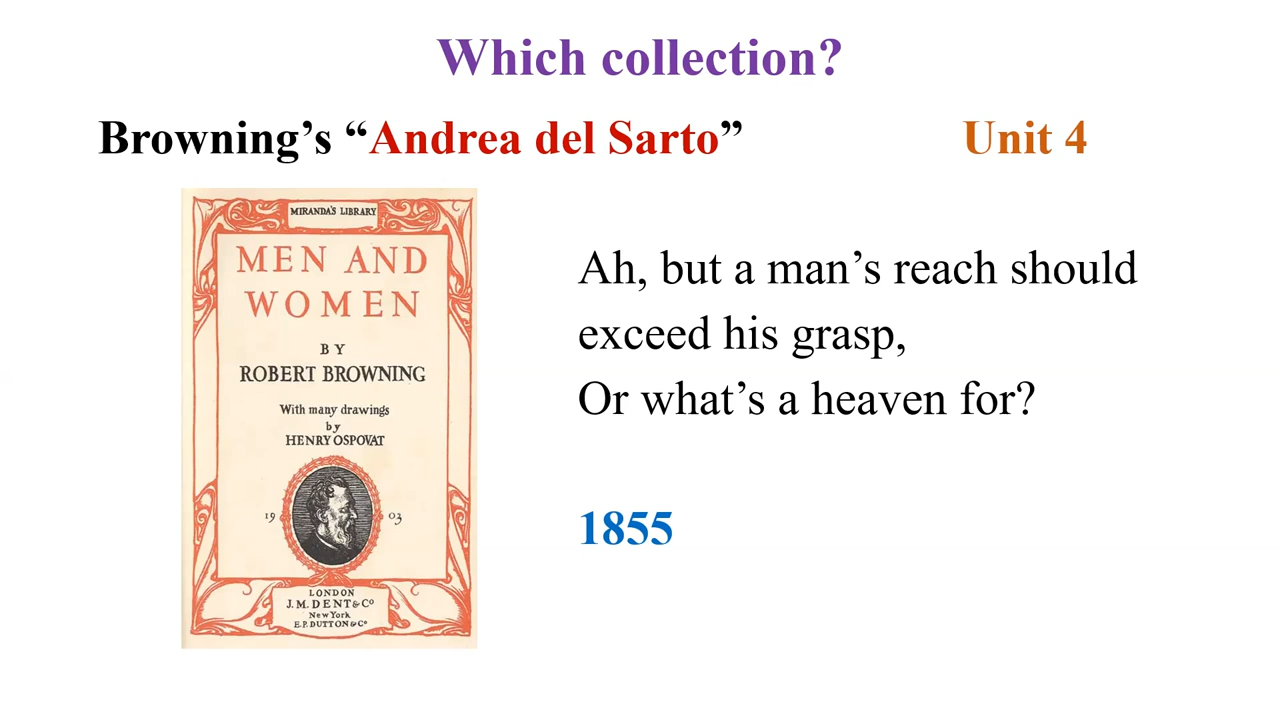 Which collection?
Browning’s “Andrea del Sarto” Unit 4
MIRANDA'S LIBRARY
MEN AND
WOMEN
BY
ROBERT BROWNING
With many drawings
by
HENRY OSPOVAT
19 03
LONDON
J. M. DENT & Co
New York
E. P. DUTTON & Co
Ah, but a man’s reach should
exceed his grasp,
Or what’s a heaven for?
1855